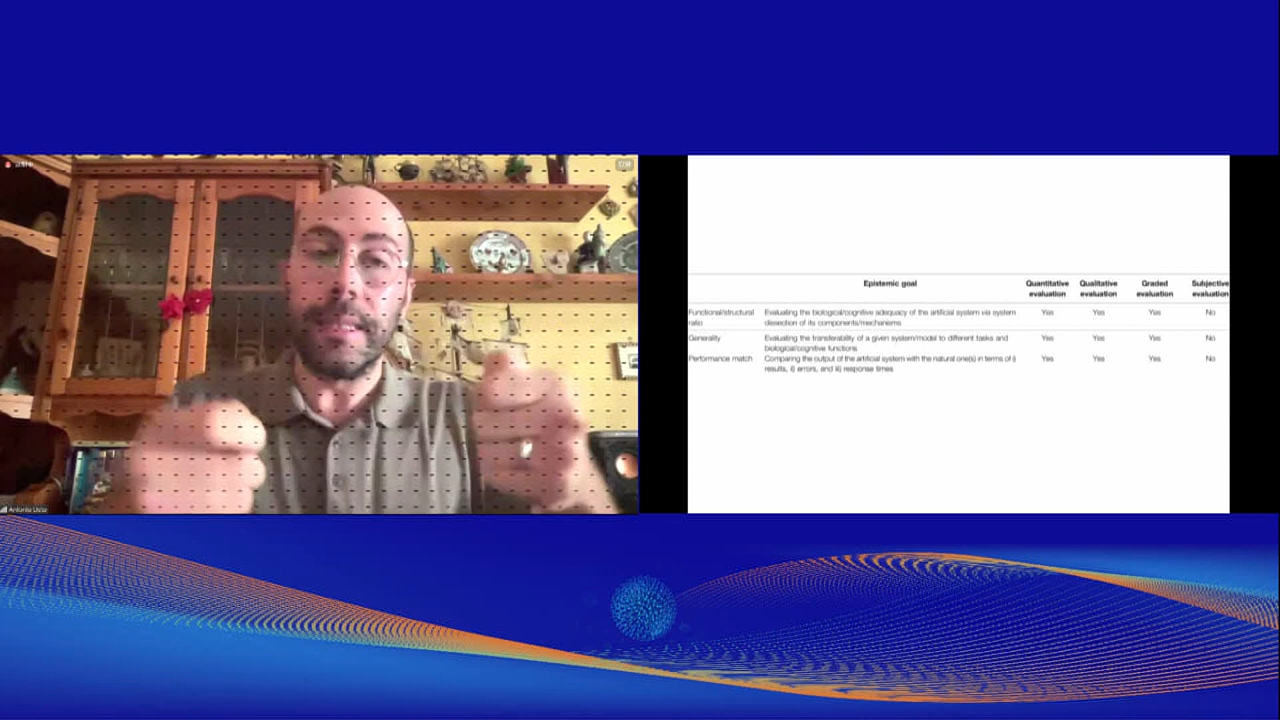 Antonio Lieto
Epistemic goal Quantitative evaluation Qualitative evaluation Graded evaluation Subjective evaluation
Functional/structural ratio Evaluating the biological/cognitive adequacy of the artificial system via system dissection of its components/mechanisms Yes Yes Yes No
Generality Evaluating the transferability of a given system/model to different tasks and biological/cognitive functions Yes Yes Yes No
Performance match Comparing the output of the artificial system with the natural one(s) in terms of i) results, ii) errors, and iii) response times Yes Yes Yes No